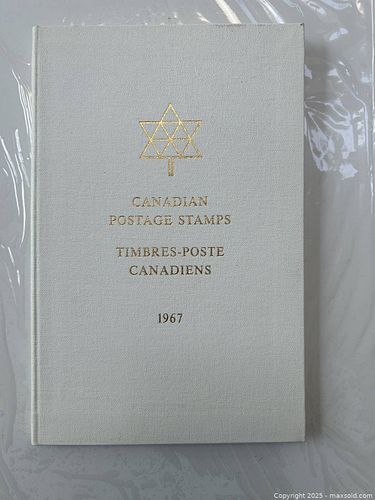 CANADIAN
POSTAGE STAMPS
TIMBRES-POSTE
CANADIENS
1967
Copyright © 2025 - maxsold.com